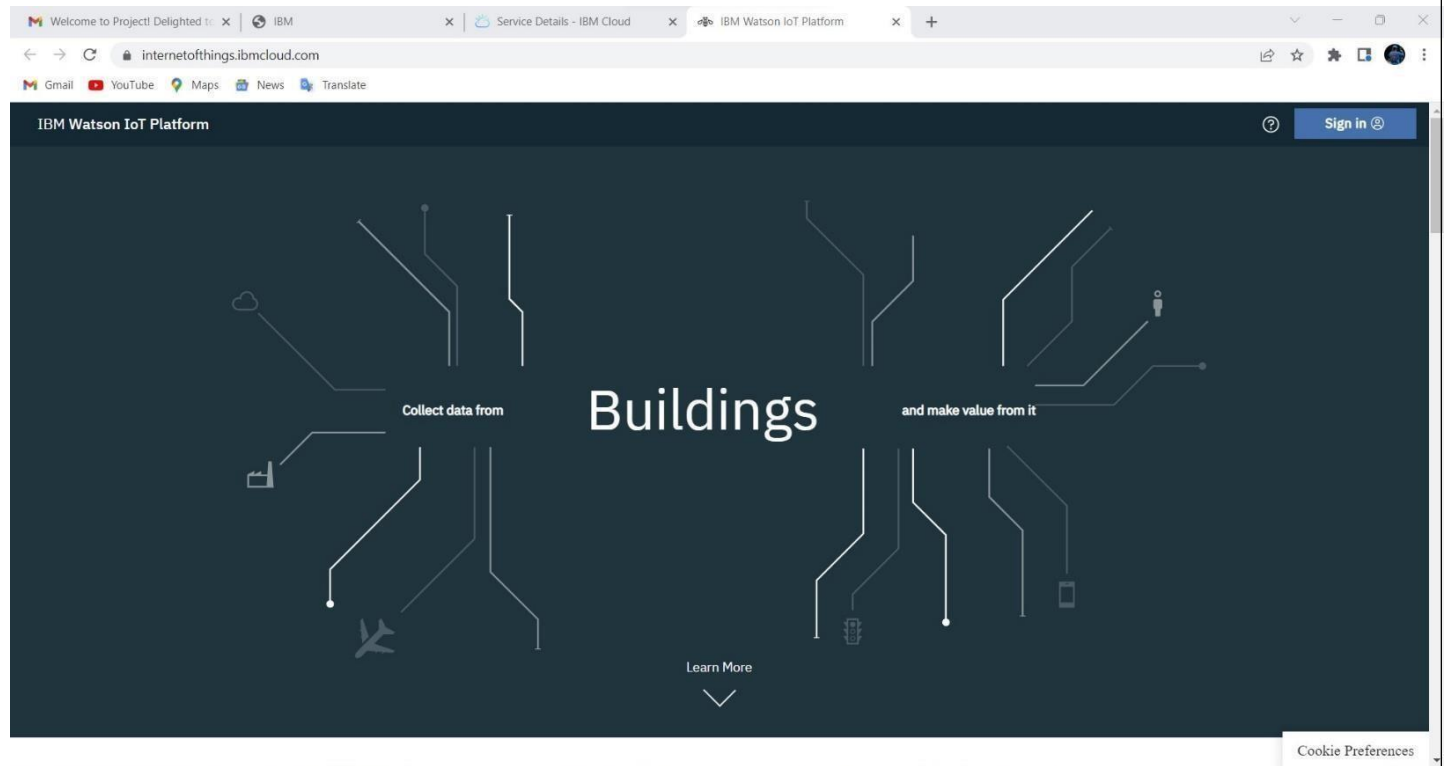 Welcome to Project! Delighted to
IBM
Service Details - IBM Cloud
IBM Watson IoT Platform
internetofthings.ibmcloud.com
Gmail YouTube Maps News Translate
IBM Watson IoT Platform
Sign in
Collect data from Buildings and make value from it
Learn More
Cookie Preferences